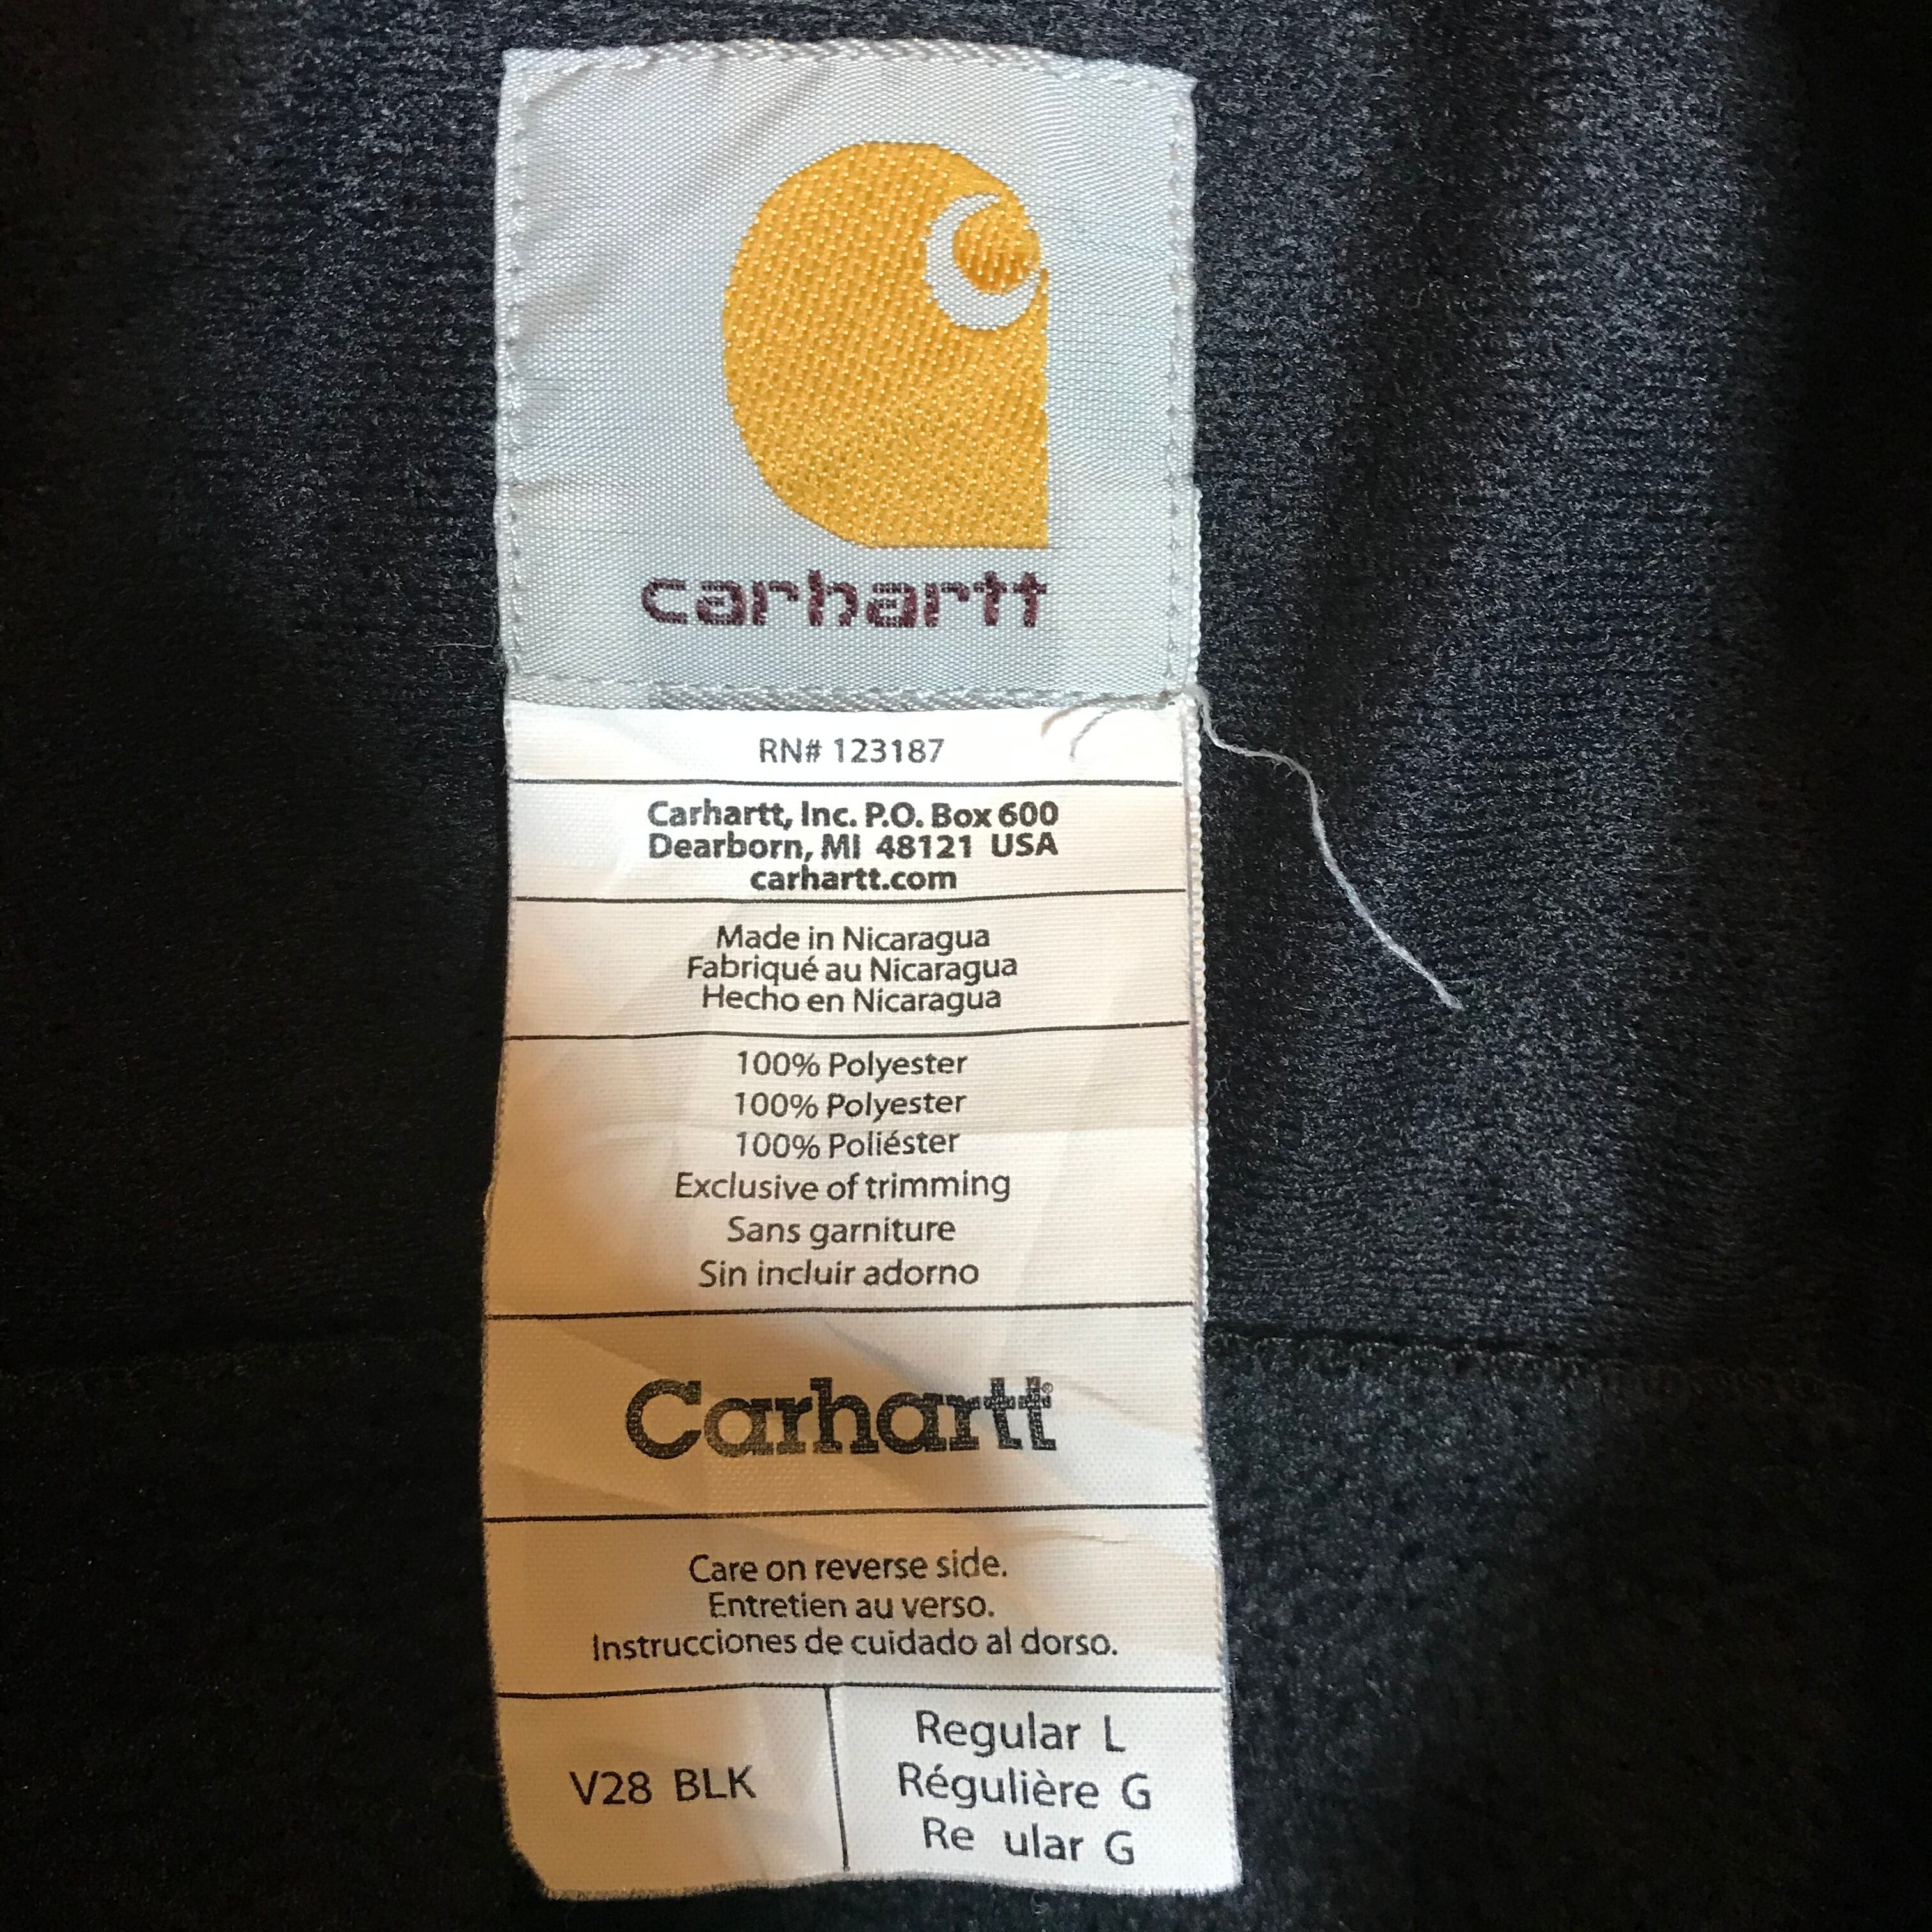 carhartt
RN# 123187
Carhartt, Inc. P.O. Box 600
Dearborn, MI 48121 USA
carhartt.com
Made in Nicaragua
Fabriqué au Nicaragua
Hecho en Nicaragua
100% Polyester
100% Polyester
100% Poliéster
Exclusive of trimming
Sans garniture
Sin incluir adorno
Carhartt®
Care on reverse side.
Entretien au verso.
Instrucciones de cuidado al dorso.
V28 BLK
Regular L
Régulière G
Re ular G